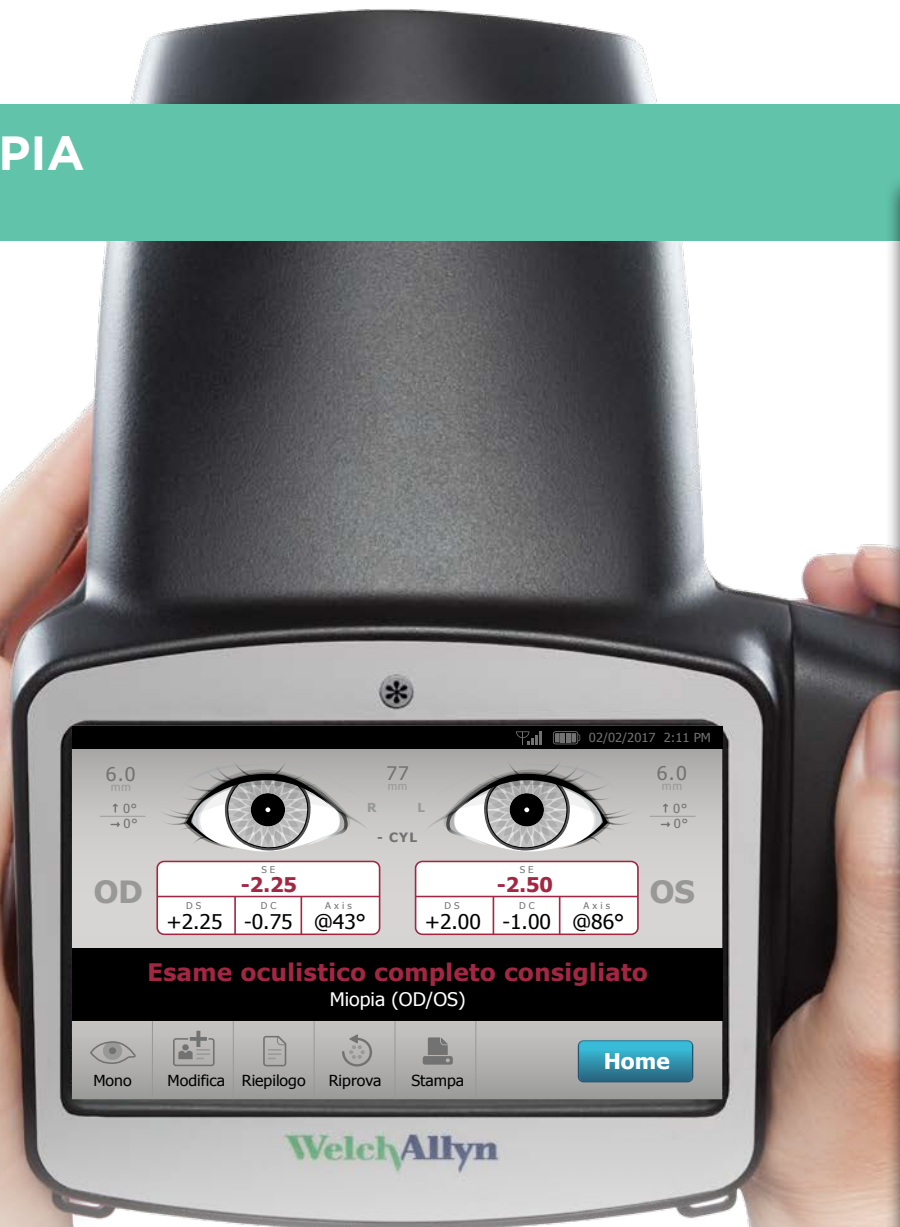 PIA
02/02/2017 2:11 PM
6.0 77 6.0
mm mm mm
↑ 0° R L ↑ 0°
→ 0° - CYL → 0°
OD SE -2.25 SE -2.50 OS
DS DC Axis DS DC Axis
+2.25 -0.75 @43° +2.00 -1.00 @86°
Esame oculistico completo consigliato
Miopia (OD/OS)
Mono Modifica Riepilogo Riprova Stampa Home
WelchAllyn